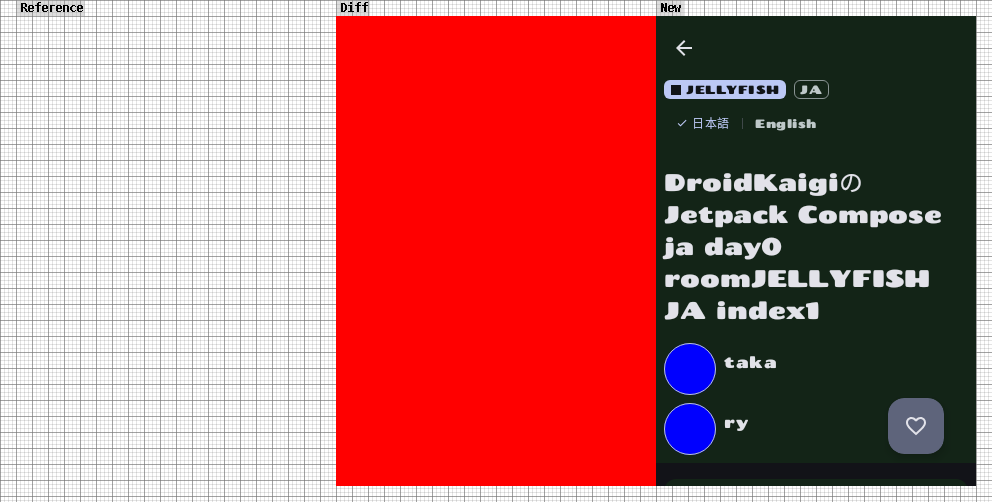 Reference
Diff
New
JELLYFISH
JA
日本語
English
DroidKaigiの
Jetpack Compose
ja day0
roomJELLYFISH
JA index1
taka
ry